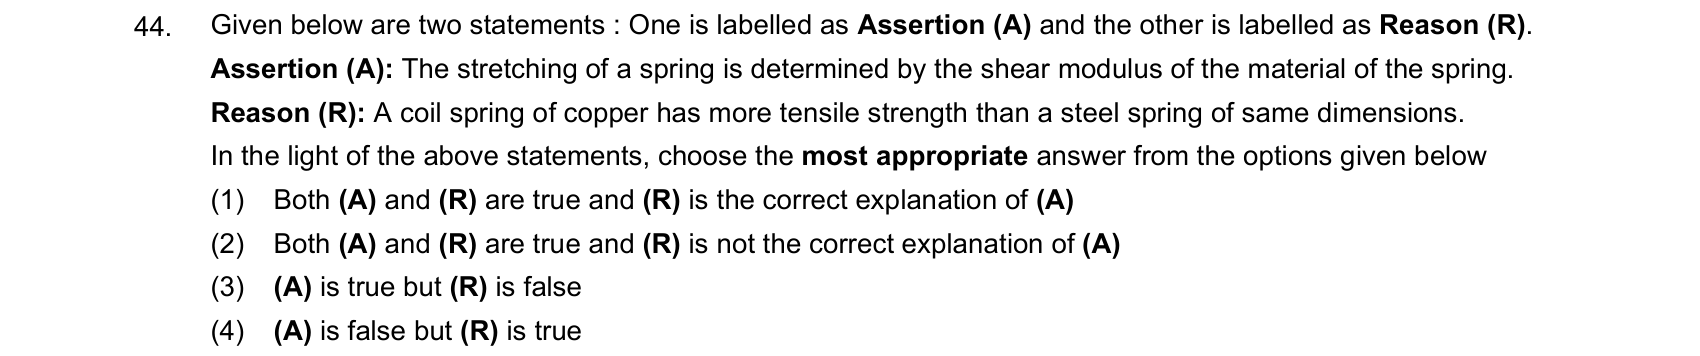 44. Given below are two statements : One is labelled as Assertion (A) and the other is labelled as Reason (R).
Assertion (A): The stretching of a spring is determined by the shear modulus of the material of the spring.
Reason (R): A coil spring of copper has more tensile strength than a steel spring of same dimensions.
In the light of the above statements, choose the most appropriate answer from the options given below
(1) Both (A) and (R) are true and (R) is the correct explanation of (A)
(2) Both (A) and (R) are true and (R) is not the correct explanation of (A)
(3) (A) is true but (R) is false
(4) (A) is false but (R) is true